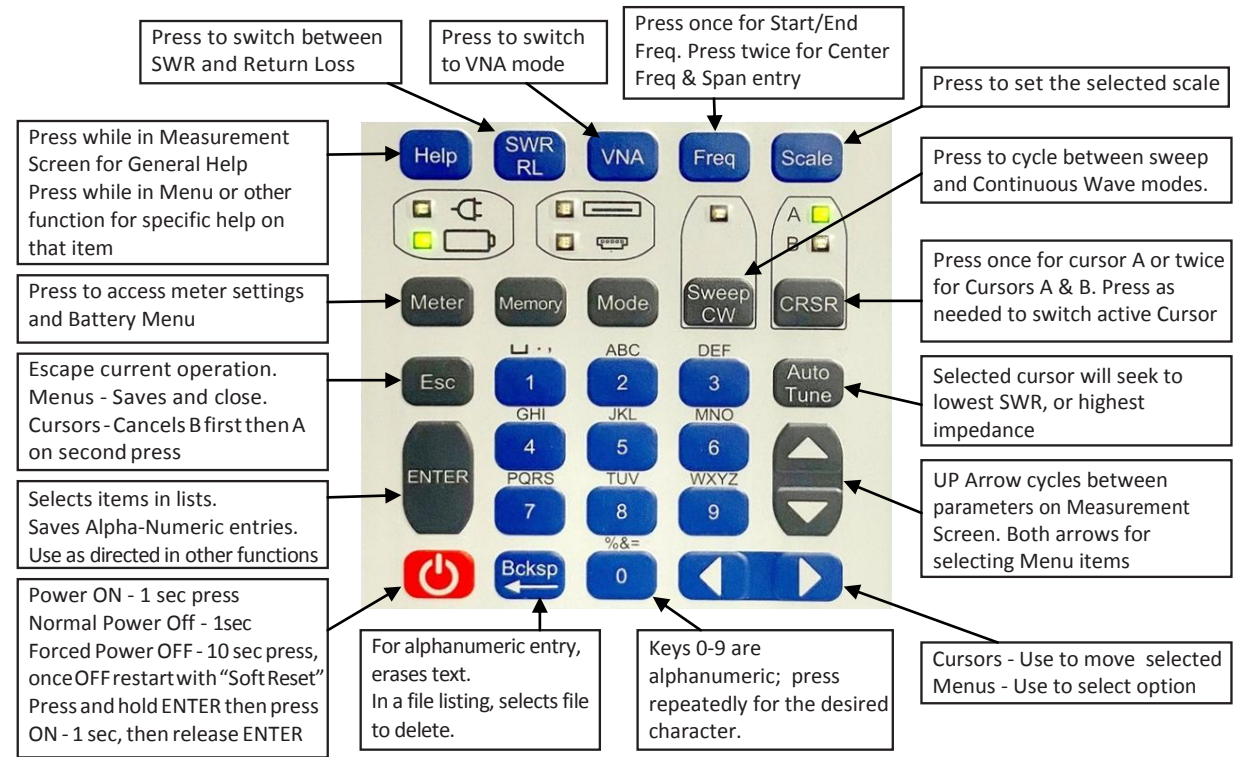 Press to switch between
SWR and Return Loss
Press to switch
to VNA mode
Press once for Start/End
Freq. Press twice for Center
Freq & Span entry
Press to set the selected scale
Press while in Measurement
Screen for General Help
Press while in Menu or other
function for specific help on
that item
Help
SWR
RL
VNA
Freq
Scale
Press to cycle between sweep
and Continuous Wave modes.
A
B
Press to access meter settings
and Battery Menu
Meter
Memory
Mode
Sweep
CW
CRSR
Press once for cursor A or twice
for Cursors A & B. Press as
needed to switch active Cursor
Escape current operation.
Menus - Saves and close.
Cursors - Cancels B first then A
on second press
Esc
␣ · ,
1
ABC
2
DEF
3
Auto
Tune
Selected cursor will seek to
lowest SWR, or highest
impedance
Selects items in lists.
Saves Alpha-Numeric entries.
Use as directed in other functions
ENTER
GHI
4
JKL
5
MNO
6
PQRS
7
TUV
8
WXYZ
9
UP Arrow cycles between
parameters on Measurement
Screen. Both arrows for
selecting Menu items
Power ON - 1 sec press
Normal Power Off - 1sec
Forced Power OFF - 10 sec press,
once OFF restart with “Soft Reset”
Press and hold ENTER then press
ON - 1 sec, then release ENTER
Bcksp
%&=
0
For alphanumeric entry,
erases text.
In a file listing, selects file
to delete.
Keys 0-9 are
alphanumeric; press
repeatedly for the desired
character.
Cursors - Use to move selected
Menus - Use to select option